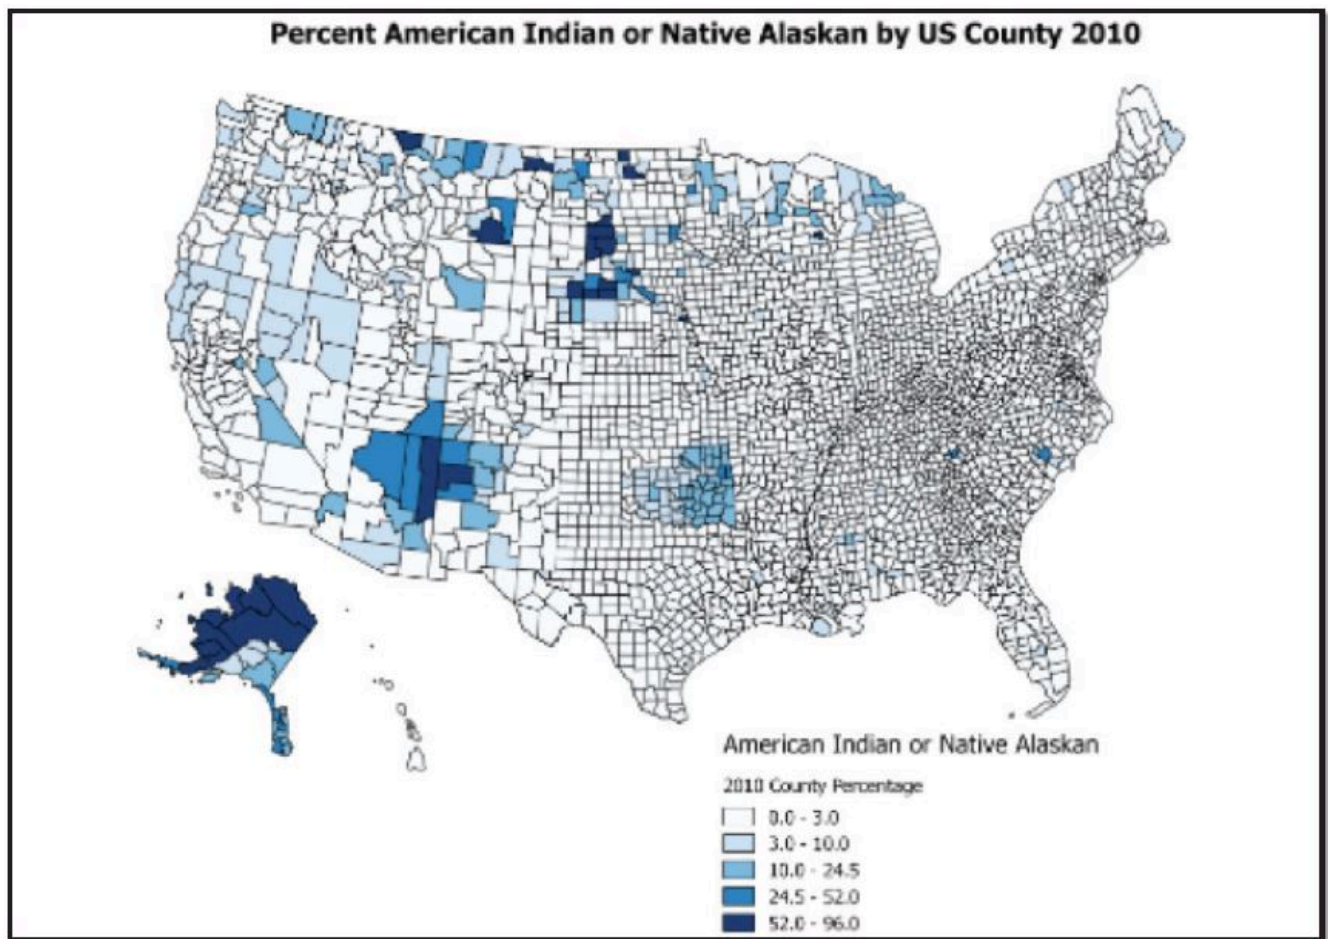 Percent American Indian or Native Alaskan by US County 2010
American Indian or Native Alaskan
2010 County Percentage
0.0 - 3.0
3.0 - 10.0
10.0 - 24.5
24.5 - 52.0
52.0 - 96.0